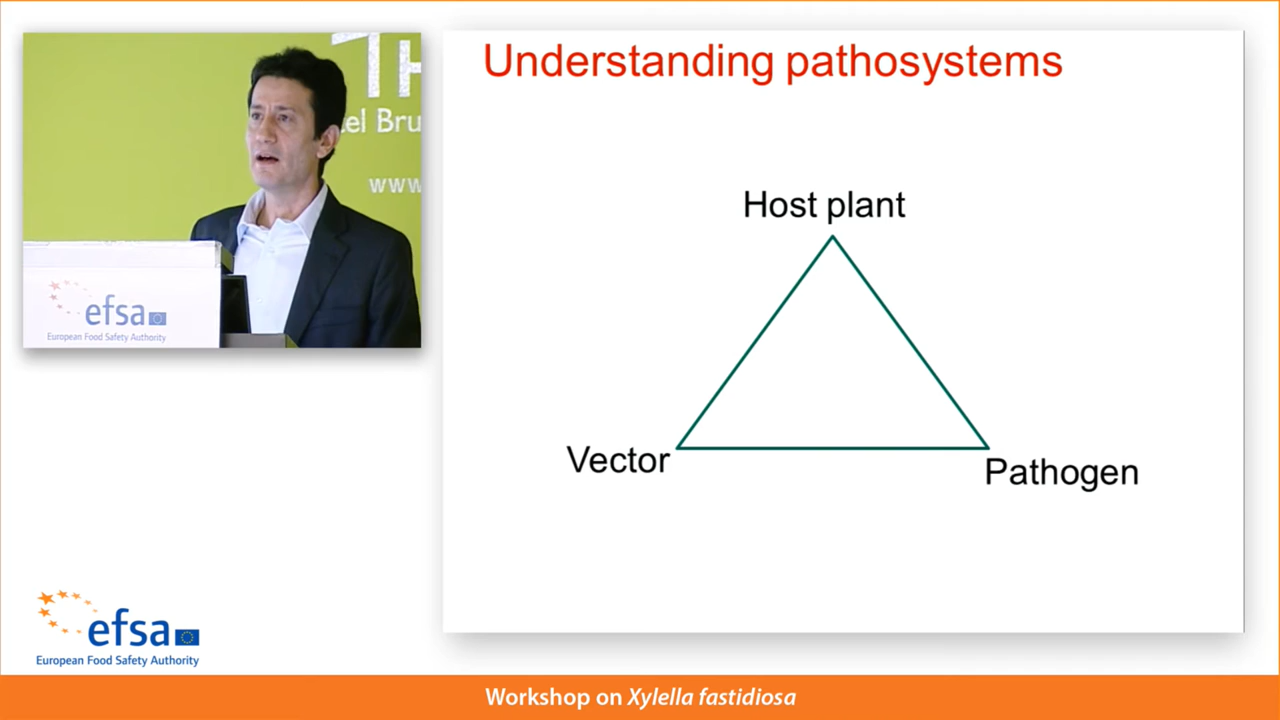 Understanding pathosystems
Host plant
Vector
Pathogen
www
efsa
European Food Safety Authority
efsa
European Food Safety Authority
Workshop on Xylella fastidiosa